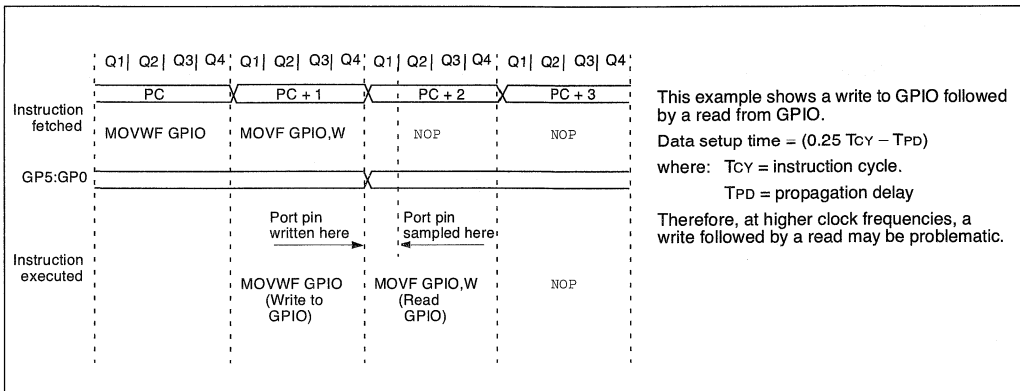 Q1| Q2| Q3| Q4 Q1| Q2| Q3| Q4 Q1| Q2| Q3| Q4 Q1| Q2| Q3| Q4
PC PC + 1 PC + 2 PC + 3
Instruction
fetched
MOVWF GPIO MOVF GPIO,W NOP NOP
GP5:GP0
Port pin
written here
Port pin
sampled here
Instruction
executed
MOVWF GPIO
(Write to
GPIO)
MOVF GPIO,W
(Read
GPIO)
NOP
This example shows a write to GPIO followed
by a read from GPIO.
Data setup time = (0.25 TCY – TPD)
where: TCY = instruction cycle.
TPD = propagation delay
Therefore, at higher clock frequencies, a
write followed by a read may be problematic.